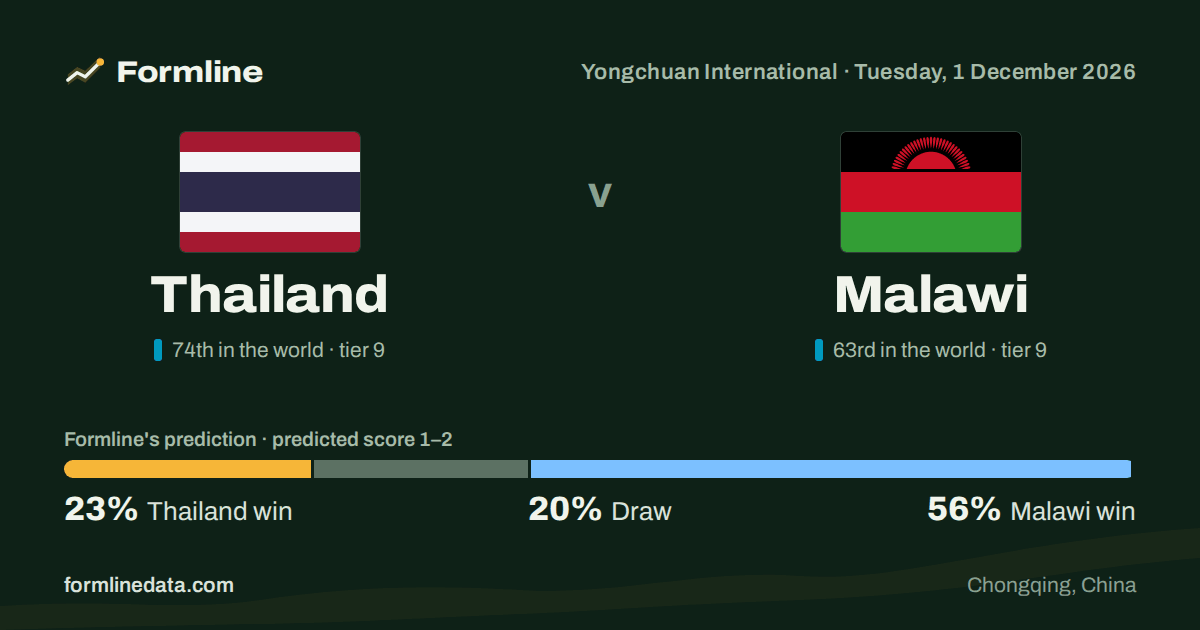 Formline
Yongchuan International · Tuesday, 1 December 2026
V
Thailand
Malawi
74th in the world · tier 9
63rd in the world · tier 9
Formline's prediction · predicted score 1–2
23% Thailand win
20% Draw
56% Malawi win
formlinedata.com
Chongqing, China